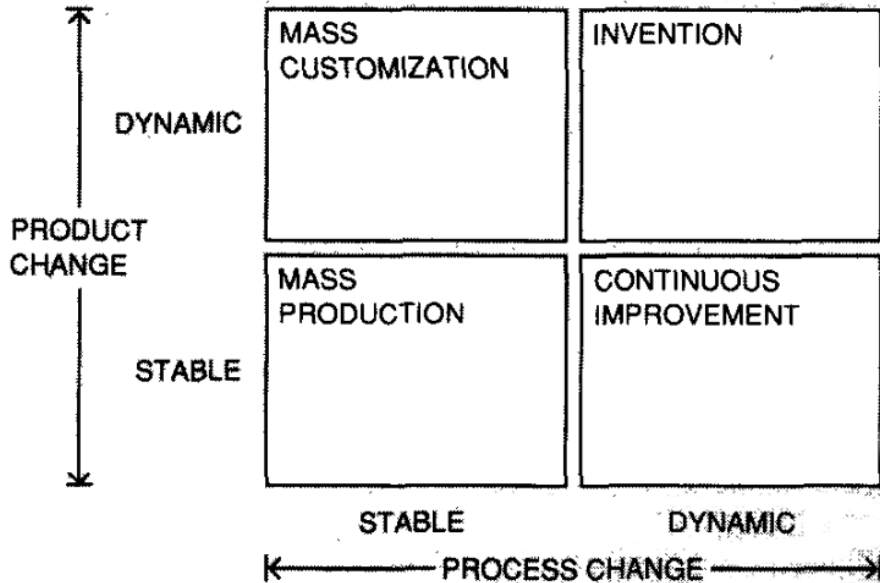 MASS
CUSTOMIZATION
INVENTION
DYNAMIC
PRODUCT
CHANGE
MASS
PRODUCTION
CONTINUOUS
IMPROVEMENT
STABLE
STABLE
DYNAMIC
PROCESS CHANGE